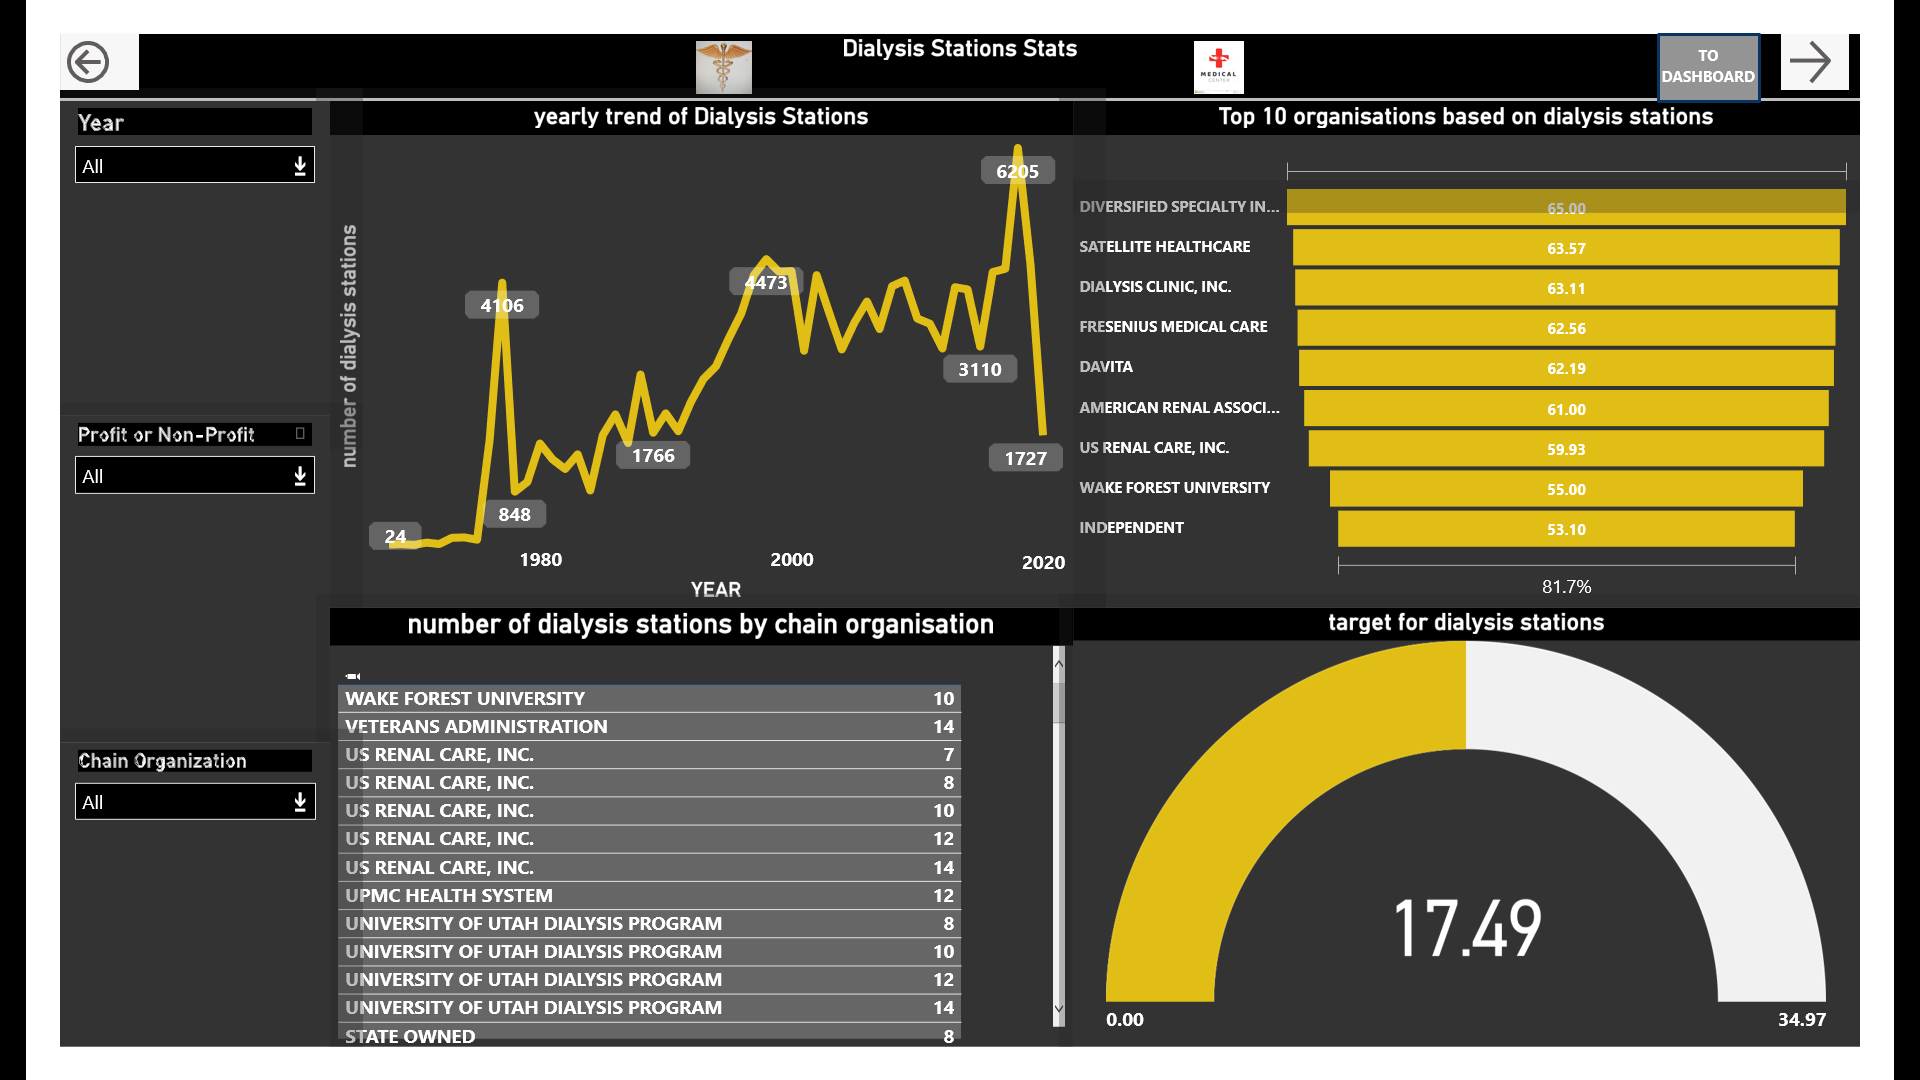 Dialysis Stations Stats
MEDICAL
CENTER
TO
DASHBOARD
Year
All
Profit or Non-Profit
All
Chain Organization
All
yearly trend of Dialysis Stations
number of dialysis stations
6205
4106
4473
3110
1766
1727
848
24
1980
2000
2020
YEAR
Top 10 organisations based on dialysis stations
DIVERSIFIED SPECIALTY IN... 65.00
SATELLITE HEALTHCARE 63.57
DIALYSIS CLINIC, INC. 63.11
FRESENIUS MEDICAL CARE 62.56
DAVITA 62.19
AMERICAN RENAL ASSOCI... 61.00
US RENAL CARE, INC. 59.93
WAKE FOREST UNIVERSITY 55.00
INDEPENDENT 53.10
81.7%
number of dialysis stations by chain organisation
WAKE FOREST UNIVERSITY 10
VETERANS ADMINISTRATION 14
US RENAL CARE, INC. 7
US RENAL CARE, INC. 8
US RENAL CARE, INC. 10
US RENAL CARE, INC. 12
US RENAL CARE, INC. 14
UPMC HEALTH SYSTEM 12
UNIVERSITY OF UTAH DIALYSIS PROGRAM 8
UNIVERSITY OF UTAH DIALYSIS PROGRAM 10
UNIVERSITY OF UTAH DIALYSIS PROGRAM 12
UNIVERSITY OF UTAH DIALYSIS PROGRAM 14
STATE OWNED 8
target for dialysis stations
17.49
0.00
34.97